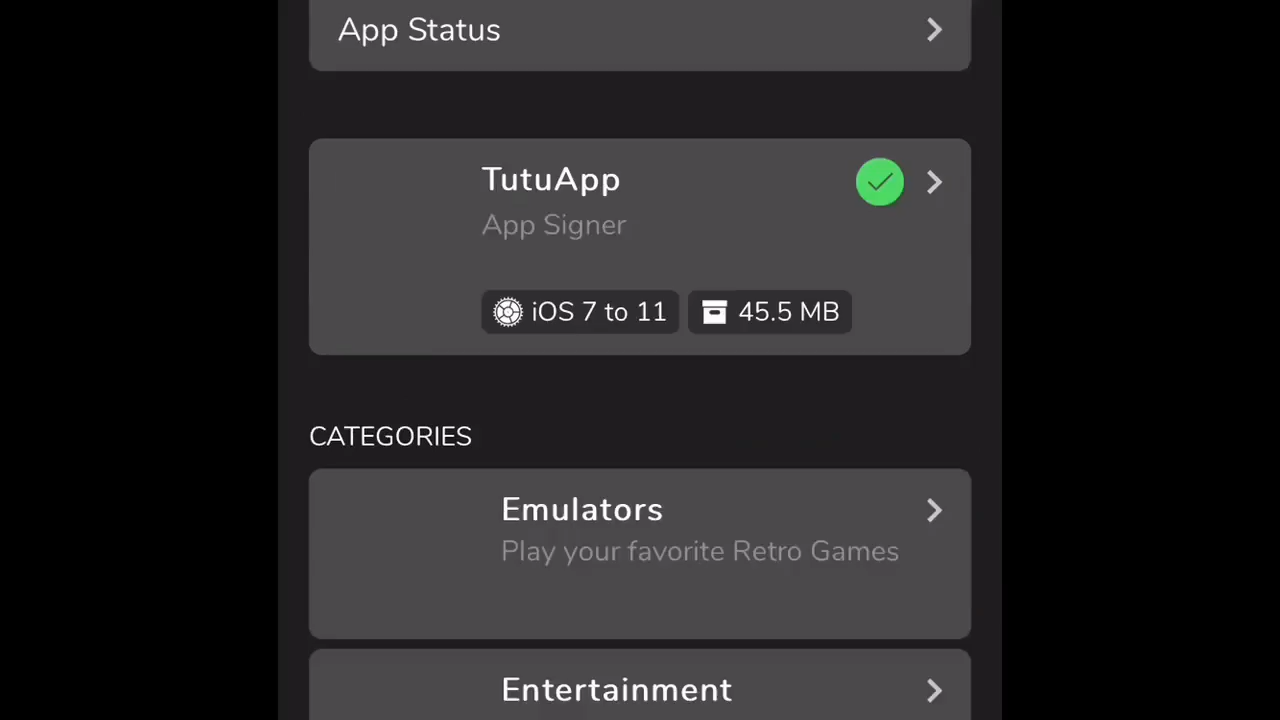 App Status
TutuApp
App Signer
iOS 7 to 11
45.5 MB
CATEGORIES
Emulators
Play your favorite Retro Games
Entertainment